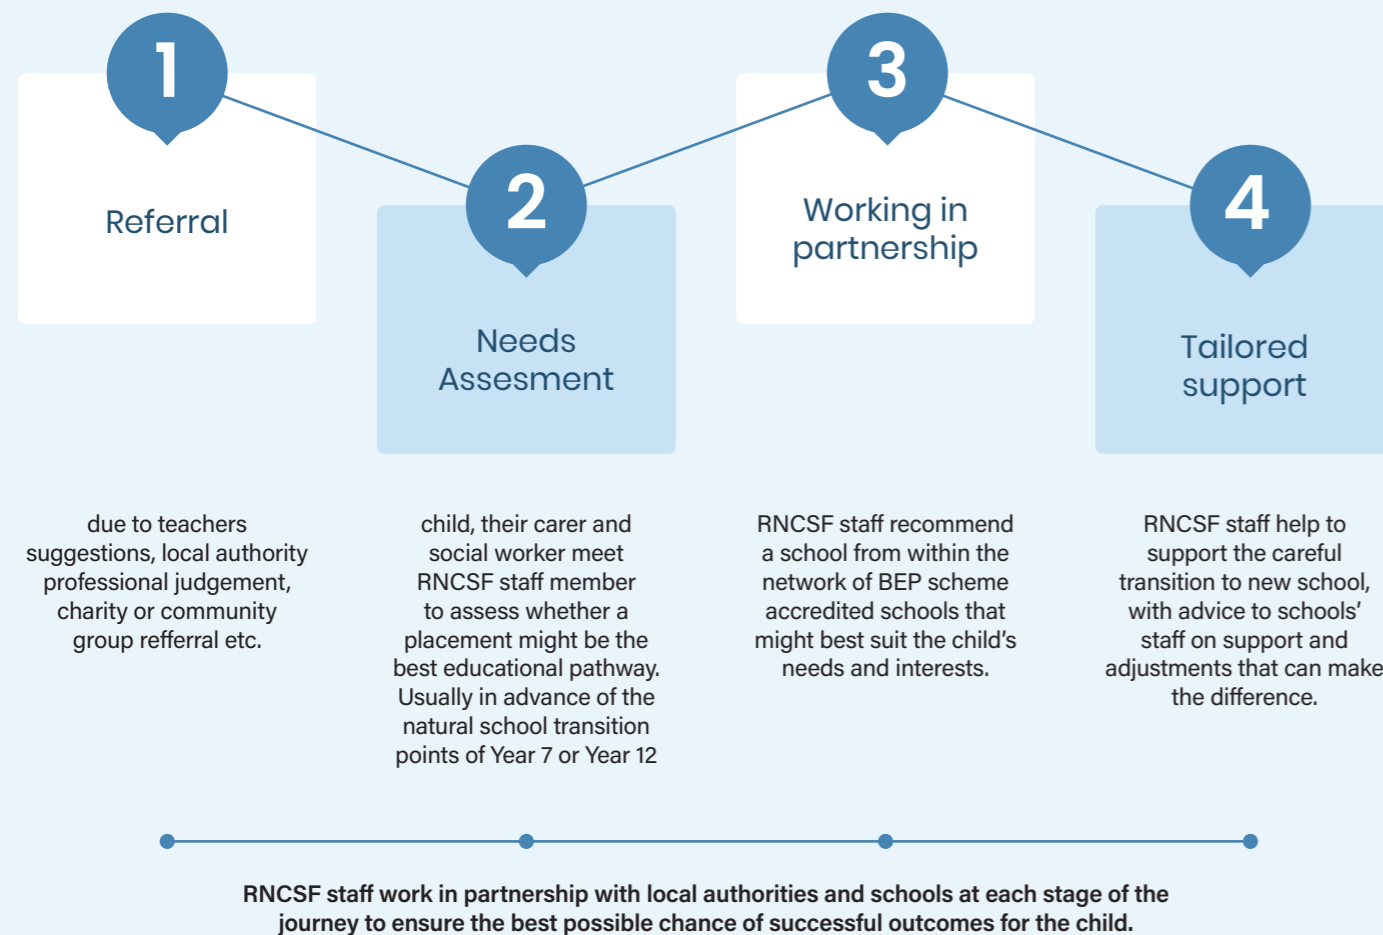 1
Referral
due to teachers
suggestions, local authority
professional judgement,
charity or community
group refferral etc.
2
Needs
Assesment
child, their carer and
social worker meet
RNCSF staff member
to assess whether a
placement might be the
best educational pathway.
Usually in advance of the
natural school transition
points of Year 7 or Year 12
3
Working in
partnership
RNCSF staff recommend
a school from within the
network of BEP scheme
accredited schools that
might best suit the child’s
needs and interests.
4
Tailored
support
RNCSF staff help to
support the careful
transition to new school,
with advice to schools’
staff on support and
adjustments that can make
the difference.
RNCSF staff work in partnership with local authorities and schools at each stage of the
journey to ensure the best possible chance of successful outcomes for the child.